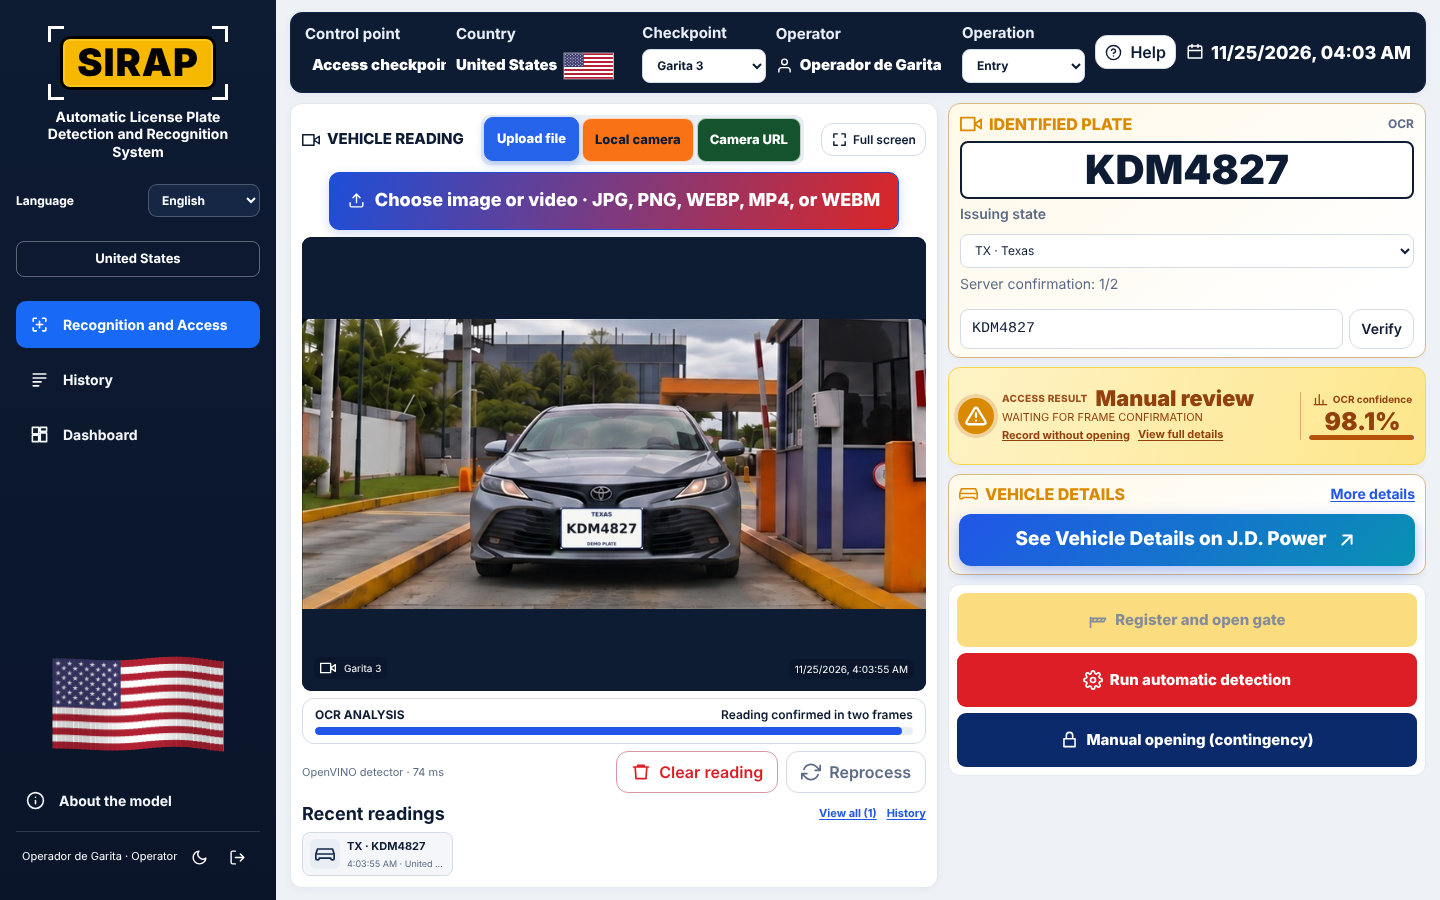 SIRAP
Automatic License Plate
Detection and Recognition
System
Language
English
United States
Recognition and Access
History
Dashboard
About the model
Operador de Garita · Operator
Control point
Access checkpoir
Country
United States
Checkpoint
Garita 3
Operator
Operador de Garita
Operation
Entry
Help
11/25/2026, 04:03 AM
VEHICLE READING
Upload file
Local camera
Camera URL
Full screen
Choose image or video · JPG, PNG, WEBP, MP4, or WEBM
TEXAS
KDM4827
DEMO PLATE
Garita 3
11/25/2026, 4:03:55 AM
OCR ANALYSIS
Reading confirmed in two frames
OpenVINO detector · 74 ms
Clear reading
Reprocess
Recent readings
View all (1)
History
TX · KDM4827
4:03:55 AM · United ...
IDENTIFIED PLATE
OCR
KDM4827
Issuing state
TX · Texas
Server confirmation: 1/2
KDM4827
Verify
ACCESS RESULT Manual review
WAITING FOR FRAME CONFIRMATION
Record without opening
View full details
OCR confidence
98.1%
VEHICLE DETAILS
More details
See Vehicle Details on J.D. Power
Register and open gate
Run automatic detection
Manual opening (contingency)